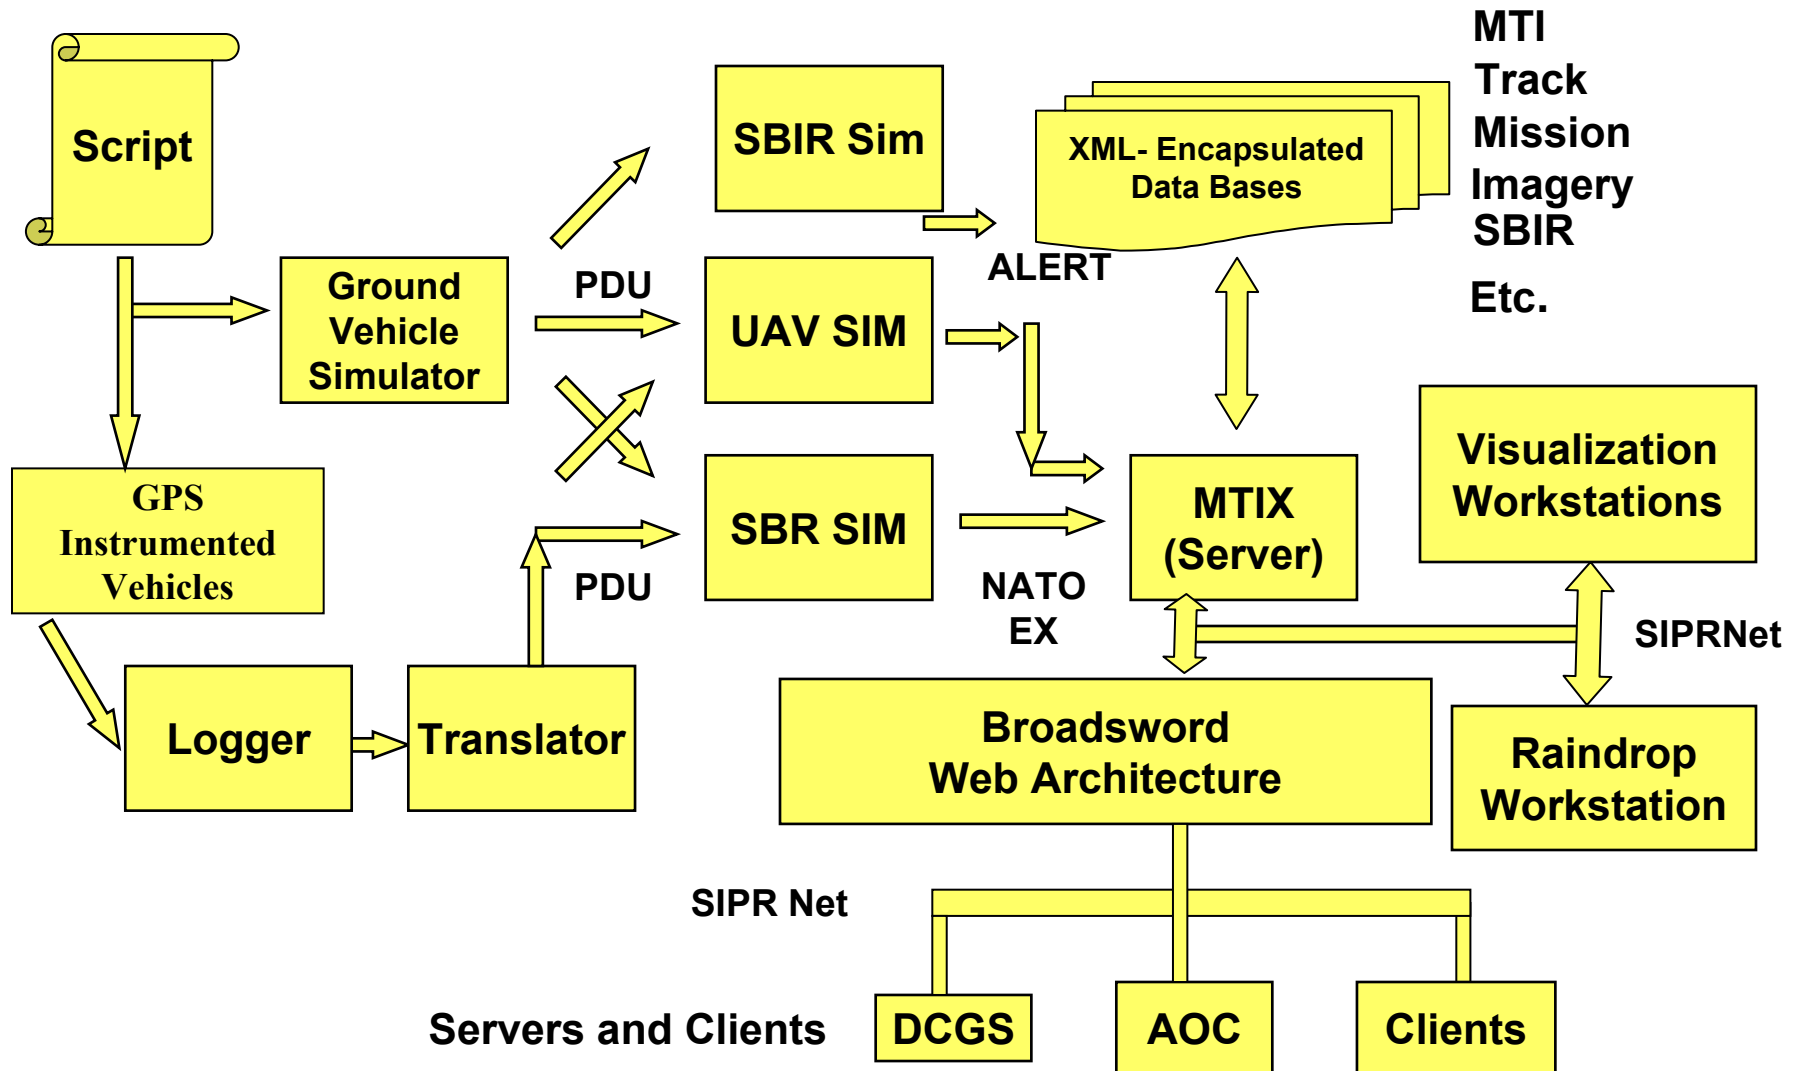 Script
SBIR Sim
XML- Encapsulated
Data Bases
MTI
Track
Mission
Imagery
SBIR
Etc.
ALERT
Ground
Vehicle
Simulator
PDU
UAV SIM
GPS
Instrumented
Vehicles
SBR SIM
PDU
NATO
EX
MTIX
(Server)
Visualization
Workstations
SIPRNet
Logger
Translator
Broadsword
Web Architecture
Raindrop
Workstation
SIPR Net
Servers and Clients
DCGS
AOC
Clients